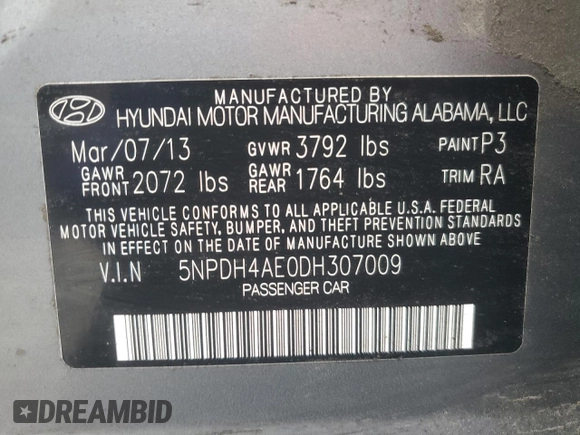 MANUFACTURED BY
HYUNDAI MOTOR MANUFACTURING ALABAMA, LLC
Mar/07/13 GVWR 3792 lbs PAINT P3
GAWR FRONT 2072 lbs GAWR REAR 1764 lbs TRIM RA
THIS VEHICLE CONFORMS TO ALL APPLICABLE U.S.A. FEDERAL
MOTOR VEHICLE SAFETY, BUMPER, AND THEFT PREVENTION STANDARDS
IN EFFECT ON THE DATE OF MANUFACTURE SHOWN ABOVE.
V.I.N 5NPDH4AE0DH307009
PASSENGER CAR
DREAMBID